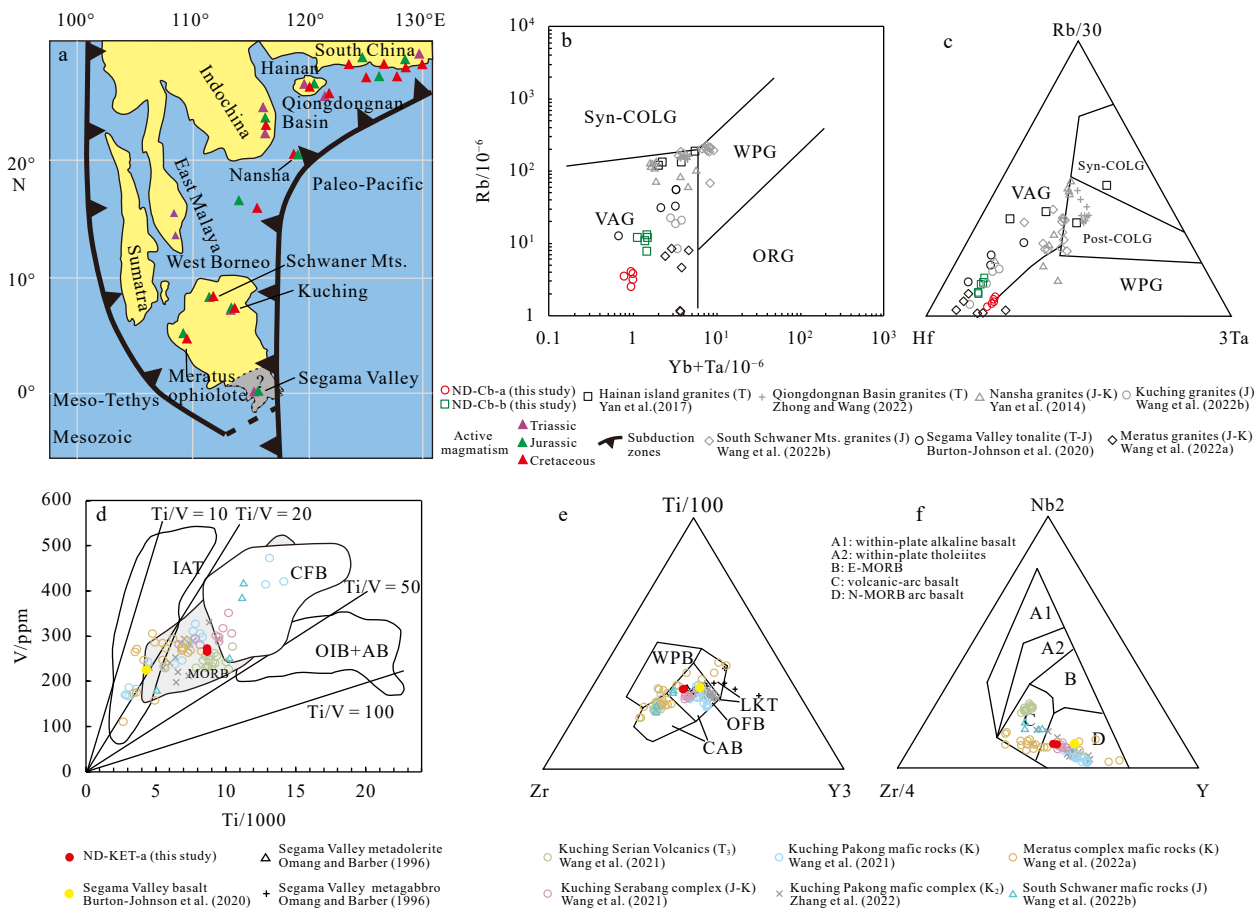 100°
110°
120°
130°E
a
South China
Hainan
Indochina
Qiongdongnan
Basin
20°
N
Nansha
Paleo-Pacific
East Malaya
Sumatra
10°
West Borneo
Schwaner Mts.
Kuching
Meratus
ophiolote
?
Segama Valley
0°
Meso-Tethys
Mesozoic
b
10⁴
10³
10²
10¹
1
Rb/10⁻⁶
Syn-COLG
WPG
VAG
ORG
0.1
1
10¹
10²
10³
Yb+Ta/10⁻⁶
c
Rb/30
Syn-COLG
VAG
Post-COLG
WPG
Hf
3Ta
ND-Cb-a (this study)
ND-Cb-b (this study)
Hainan island granites (T)
Yan et al.(2017)
Qiongdongnan Basin granites (T)
Zhong and Wang (2022)
Nansha granites (J-K)
Yan et al.(2014)
Kuching granites (J)
Wang et al. (2022b)
Active
magmatism
Triassic
Jurassic
Cretaceous
Subduction
zones
South Schwaner Mts. granites (J)
Wang et al. (2022b)
Segama Valley tonalite (T-J)
Burton-Johnson et al. (2020)
Meratus granites (J-K)
Wang et al. (2022a)
d
600
500
400
300
200
100
0
V/ppm
Ti/V = 10
Ti/V = 20
IAT
CFB
Ti/V = 50
OIB+AB
MORB
Ti/V = 100
0
5
10
15
20
Ti/1000
e
Ti/100
WPB
LKT
OFB
CAB
Zr
Y3
f
Nb2
A1: within-plate alkaline basalt
A2: within-plate tholeiites
B: E-MORB
C: volcanic-arc basalt
D: N-MORB arc basalt
A1
A2
B
C
D
Zr/4
Y
ND-KET-a (this study)
Segama Valley metadolerite
Omang and Barber (1996)
Kuching Serian Volcanics (T₃)
Wang et al. (2021)
Kuching Pakong mafic rocks (K)
Wang et al. (2021)
Meratus complex mafic rocks (K)
Wang et al. (2022a)
Segama Valley basalt
Burton-Johnson et al. (2020)
Segama Valley metagabbro
Omang and Barber (1996)
Kuching Serabang complex (J-K)
Wang et al. (2021)
Kuching Pakong mafic complex (K₂)
Zhang et al. (2022)
South Schwaner mafic rocks (J)
Wang et al. (2022b)